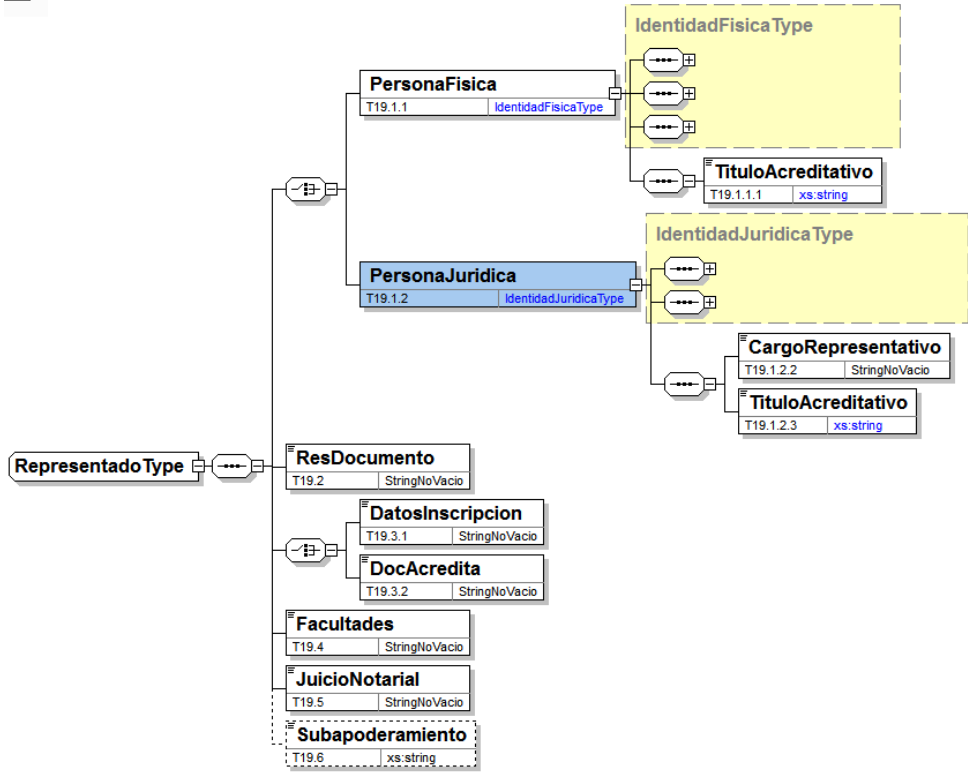 IdentidadFisicaType
PersonaFisica
T19.1.1 IdentidadFisicaType
TituloAcreditativo
T19.1.1.1 xs:string
IdentidadJuridicaType
PersonaJuridica
T19.1.2 IdentidadJuridicaType
CargoRepresentativo
T19.1.2.2 StringNoVacio
TituloAcreditativo
T19.1.2.3 xs:string
RepresentadoType
ResDocumento
T19.2 StringNoVacio
DatosInscripcion
T19.3.1 StringNoVacio
DocAcredita
T19.3.2 StringNoVacio
Facultades
T19.4 StringNoVacio
JuicioNotarial
T19.5 StringNoVacio
Subapoderamiento
T19.6 xs:string